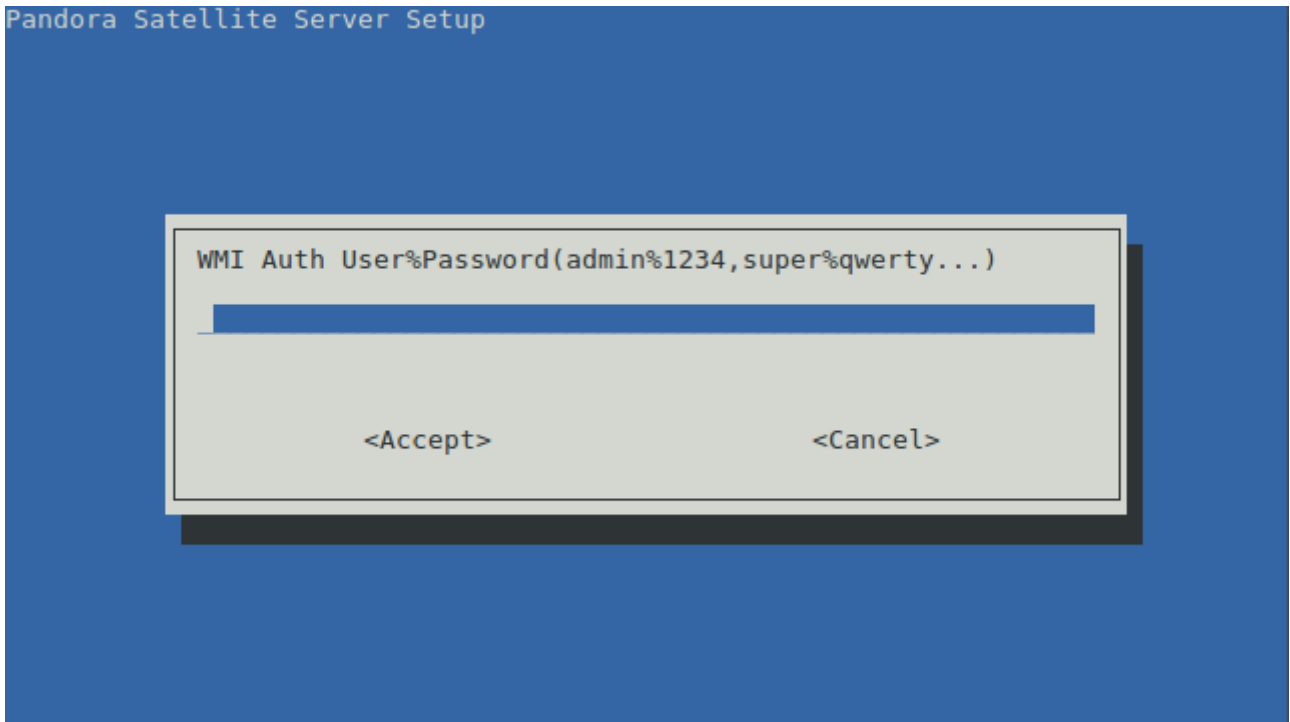 Pandora Satellite Server Setup
WMI Auth User%Password(admin%1234,super%qwerty...)
<Accept> <Cancel>